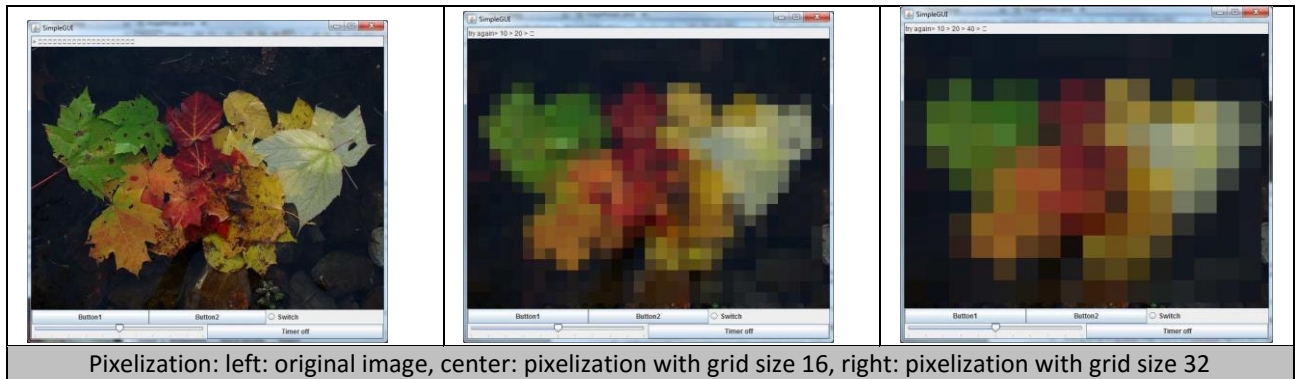 SimpleGUI
Button1 Button2 Switch
Timer off
SimpleGUI
try again> 10 > 20 >
Button1 Button2 Switch
Timer off
SimpleGUI
try again> 10 > 20 > 40 >
Button1 Button2 Switch
Timer off
Pixelization: left: original image, center: pixelization with grid size 16, right: pixelization with grid size 32